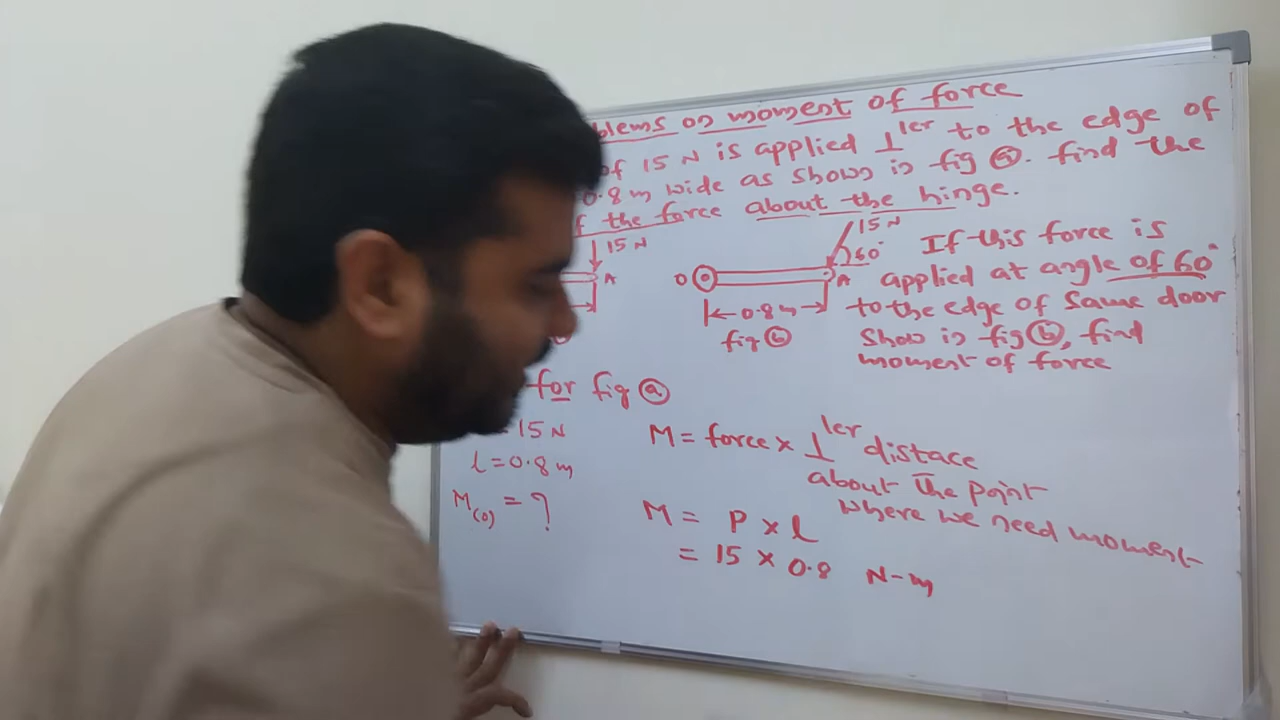 blems on moment of force
of 15 N is applied ⊥ler to the edge of
0.8 m wide as shown in fig ⓐ. find the
f the force about the hinge.
15 N
A
15 N
60°
O
A
0.8 m
fig ⓑ
If this force is
applied at angle of 60°
to the edge of same door
show in fig ⓑ, find
moment of force
for fig ⓐ
= 15 N
l = 0.8 m
M(o) = ?
M = force × ⊥ler distace
about The point
where we need moment
M = P × l
= 15 × 0.8 N-m